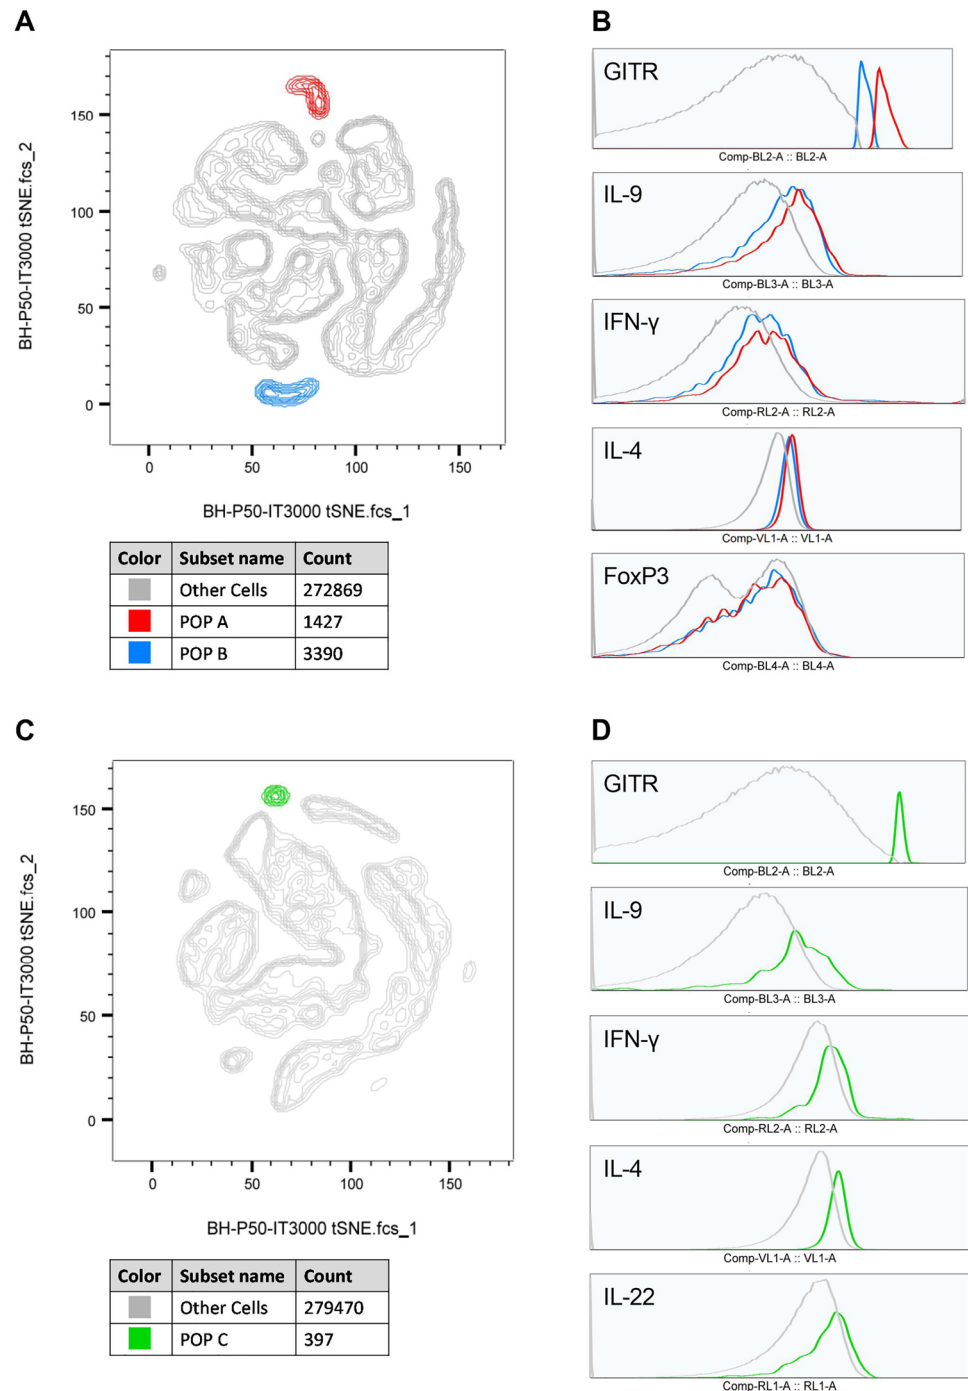 A
BH-P50-IT3000 tSNE.fcs_2
150
100
50
0
0 50 100 150
BH-P50-IT3000 tSNE.fcs_1
Color Subset name Count
Other Cells 272869
POP A 1427
POP B 3390
B
GITR
Comp-BL2-A :: BL2-A
IL-9
Comp-BL3-A :: BL3-A
IFN-γ
Comp-RL2-A :: RL2-A
IL-4
Comp-VL1-A :: VL1-A
FoxP3
Comp-BL4-A :: BL4-A
C
BH-P50-IT3000 tSNE.fcs_2
150
100
50
0
0 50 100 150
BH-P50-IT3000 tSNE.fcs_1
Color Subset name Count
Other Cells 279470
POP C 397
D
GITR
Comp-BL2-A :: BL2-A
IL-9
Comp-BL3-A :: BL3-A
IFN-γ
Comp-RL2-A :: RL2-A
IL-4
Comp-VL1-A :: VL1-A
IL-22
Comp-RL1-A :: RL1-A